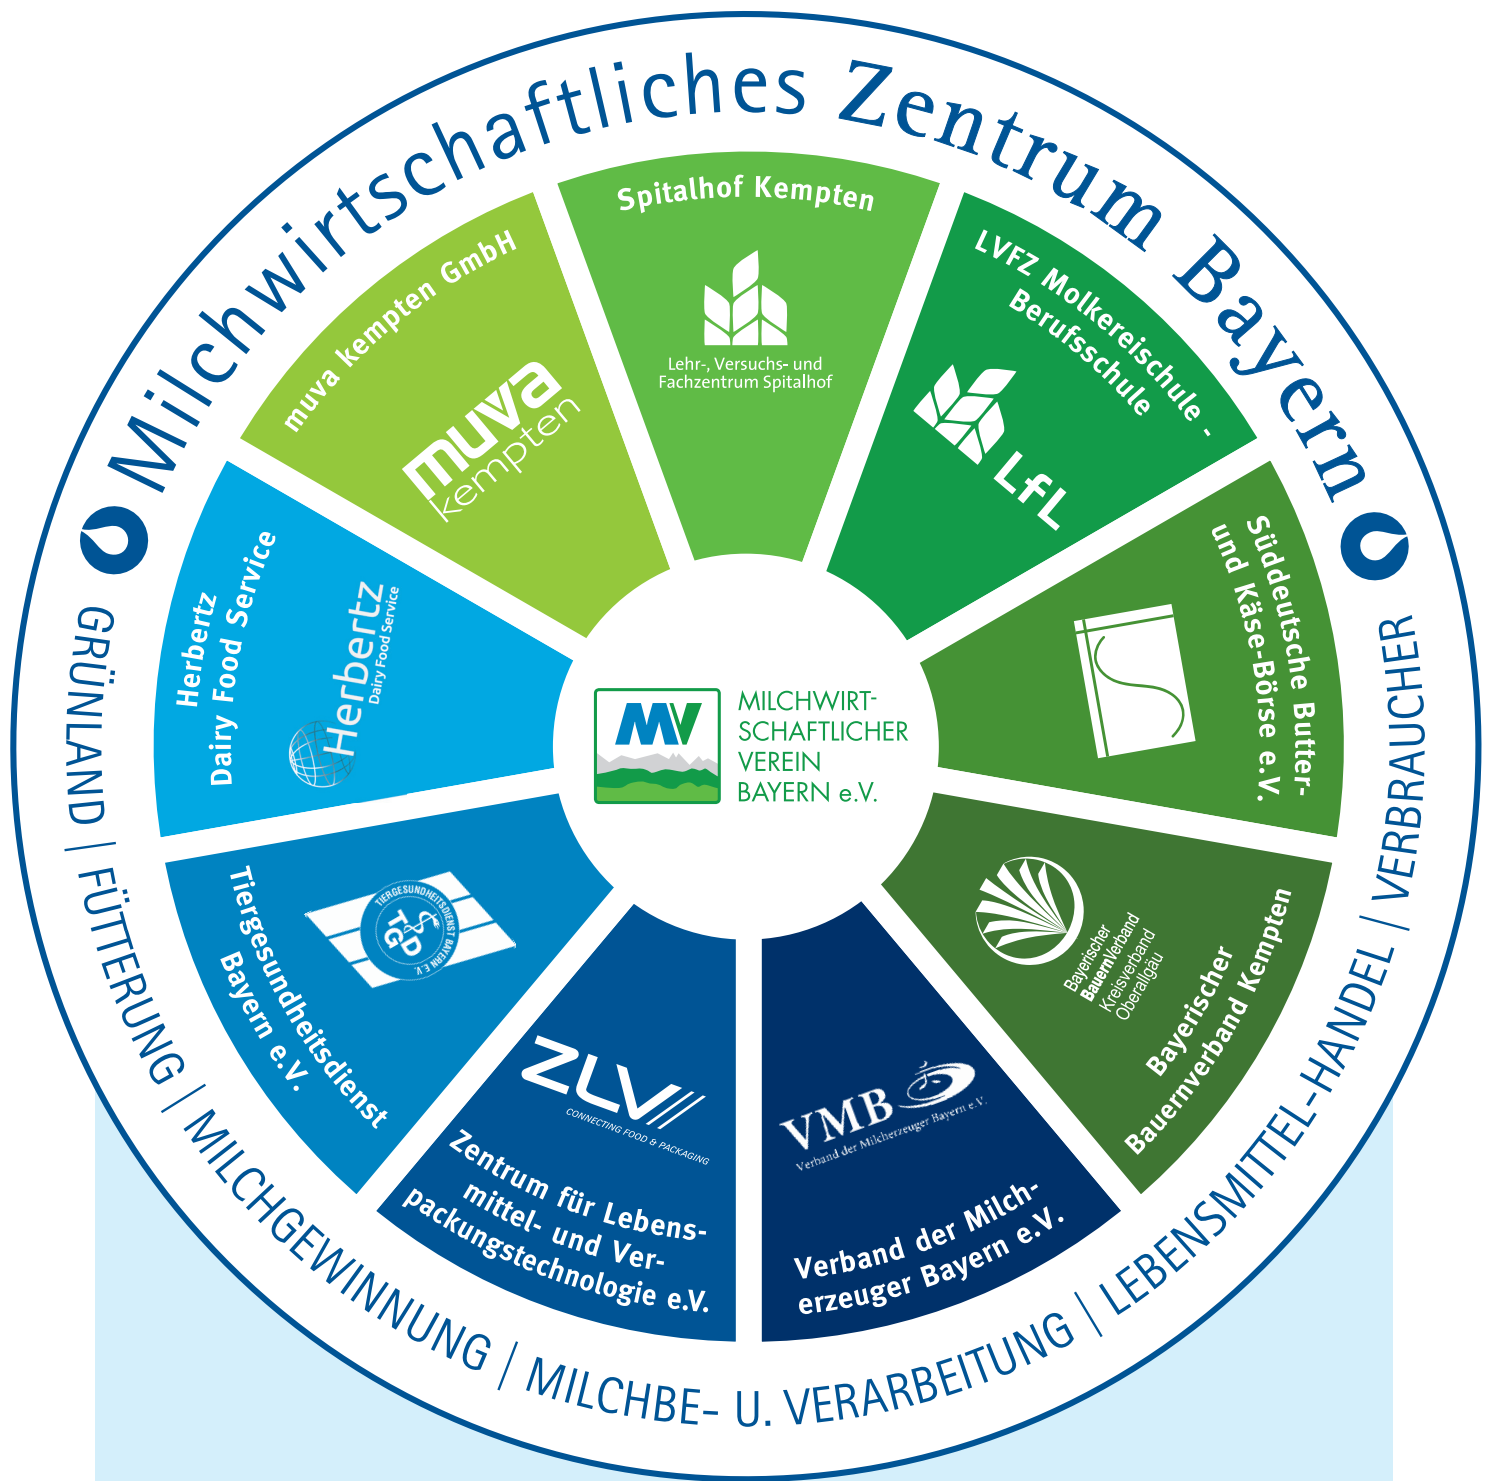 Milchwirtschaftliches Zentrum Bayern
Spitalhof Kempten
Lehr-, Versuchs- und
Fachzentrum Spitalhof
LVFZ Molkereischule -
Berufsschule
LfL
Süddeutsche Butter-
und Käse-Börse e.V.
Bayerischer
BauernVerband
Kreisverband
Oberallgäu
Bayerischer
Bauernverband Kempten
VMB
Verband der Milcherzeuger Bayern e.V.
Verband der Milch-
erzeuger Bayern e.V.
ZLV
CONNECTING FOOD & PACKAGING
Zentrum für Lebens-
mittel- und Ver-
packungstechnologie e.V.
TIERGESUNDHEITSDIENST BAYERN E.V.
TGD
Tiergesundheitsdienst
Bayern e.V.
Herbertz
Dairy Food Service
Herbertz
Dairy Food Service
muva kempten GmbH
muva
kempten
MV
MILCHWIRT-
SCHAFTLICHER
VEREIN
BAYERN e.V.
GRÜNLAND | FÜTTERUNG | MILCHGEWINNUNG | MILCHBE- U. VERARBEITUNG | LEBENSMITTEL-HANDEL | VERBRAUCHER